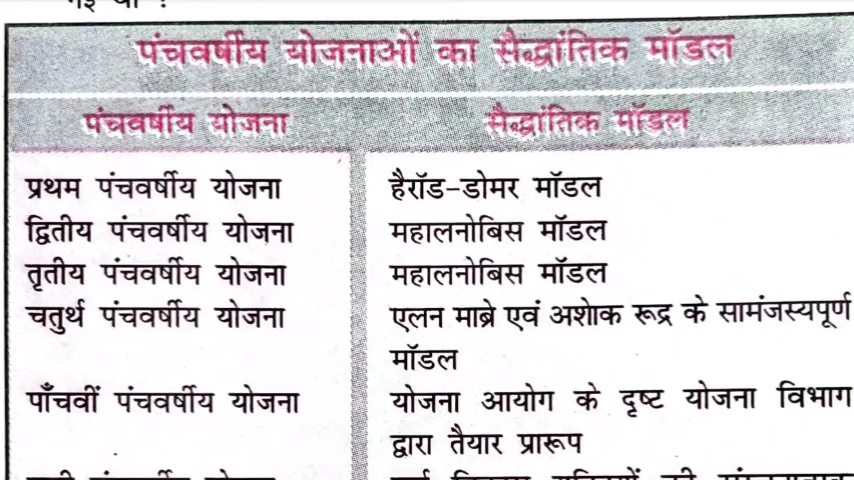 पंचवर्षीय योजनाओं का सैद्धांतिक मॉडल
पंचवर्षीय योजना सैद्धांतिक मॉडल
प्रथम पंचवर्षीय योजना हैरॉड-डोमर मॉडल
द्वितीय पंचवर्षीय योजना महालनोबिस मॉडल
तृतीय पंचवर्षीय योजना महालनोबिस मॉडल
चतुर्थ पंचवर्षीय योजना एलन मान्ने एवं अशोक रूद्र के सामंजस्यपूर्ण
मॉडल
पाँचवीं पंचवर्षीय योजना योजना आयोग के दृष्ट योजना विभाग
द्वारा तैयार प्रारूप